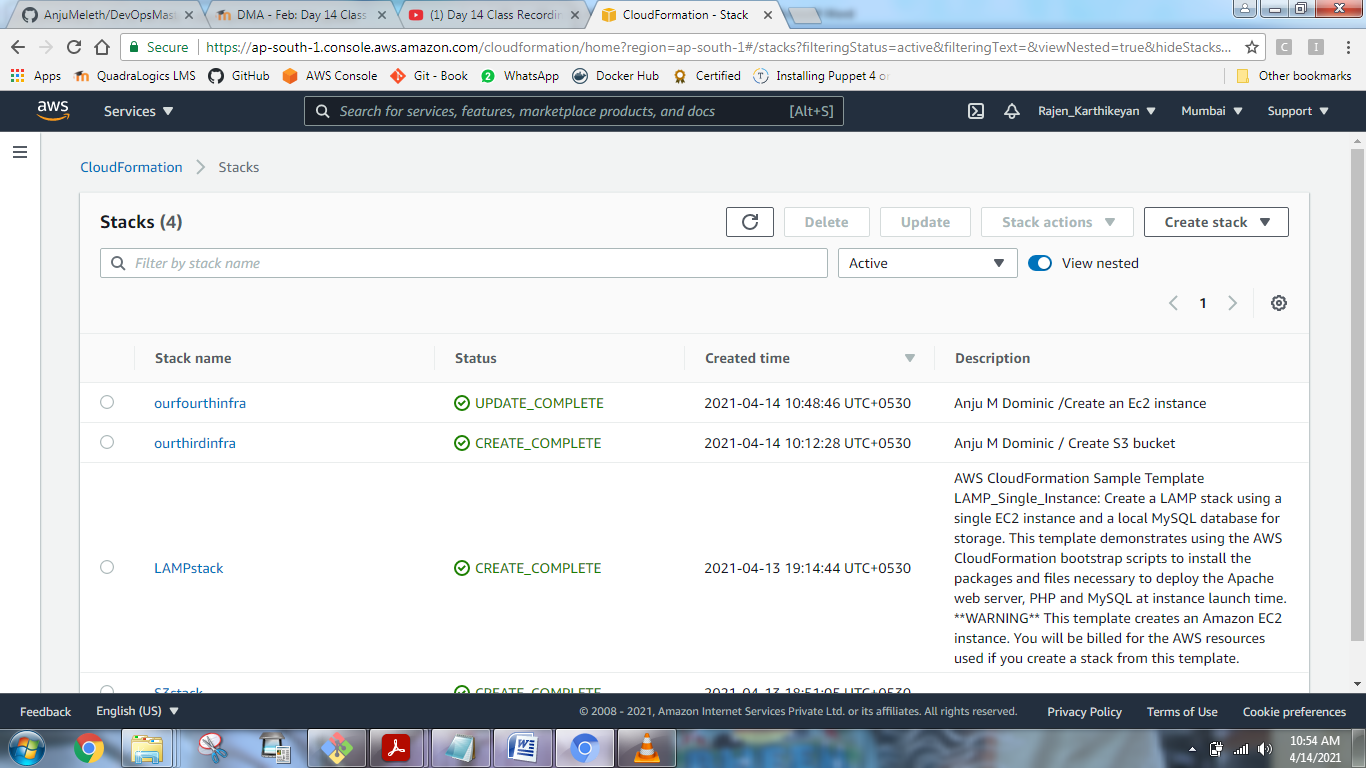 AnjuMeleth/DevOpsMas
DMA - Feb: Day 14 Class
(1) Day 14 Class Recordin
CloudFormation - Stack
Secure
https://ap-south-1.console.aws.amazon.com/cloudformation/home?region=ap-south-1#/stacks?filteringStatus=active&filteringText=&viewNested=true&hideStacks...
Apps
QuadraLogics LMS
GitHub
AWS Console
Git - Book
WhatsApp
Docker Hub
Certified
Installing Puppet 4 o
Other bookmarks
aws
Services
Search for services, features, marketplace products, and docs
[Alt+S]
Rajen_Karthikeyan
Mumbai
Support
CloudFormation
Stacks
Stacks (4)
Delete
Update
Stack actions
Create stack
Filter by stack name
Active
View nested
1
Stack name
Status
Created time
Description
ourfourthinfra
UPDATE_COMPLETE
2021-04-14 10:48:46 UTC+0530
Anju M Dominic /Create an Ec2 instance
ourthirdinfra
CREATE_COMPLETE
2021-04-14 10:12:28 UTC+0530
Anju M Dominic / Create S3 bucket
LAMPstack
CREATE_COMPLETE
2021-04-13 19:14:44 UTC+0530
AWS CloudFormation Sample Template
LAMP_Single_Instance: Create a LAMP stack using a
single EC2 instance and a local MySQL database for
storage. This template demonstrates using the AWS
CloudFormation bootstrap scripts to install the
packages and files necessary to deploy the Apache
web server, PHP and MySQL at instance launch time.
**WARNING** This template creates an Amazon EC2
instance. You will be billed for the AWS resources
used if you create a stack from this template.
CREATE_COMPLETE
2021-04-13 18:51:05 UTC+0530
Feedback
English (US)
© 2008 - 2021, Amazon Internet Services Private Ltd. or its affiliates. All rights reserved.
Privacy Policy
Terms of Use
Cookie preferences
10:54 AM
4/14/2021